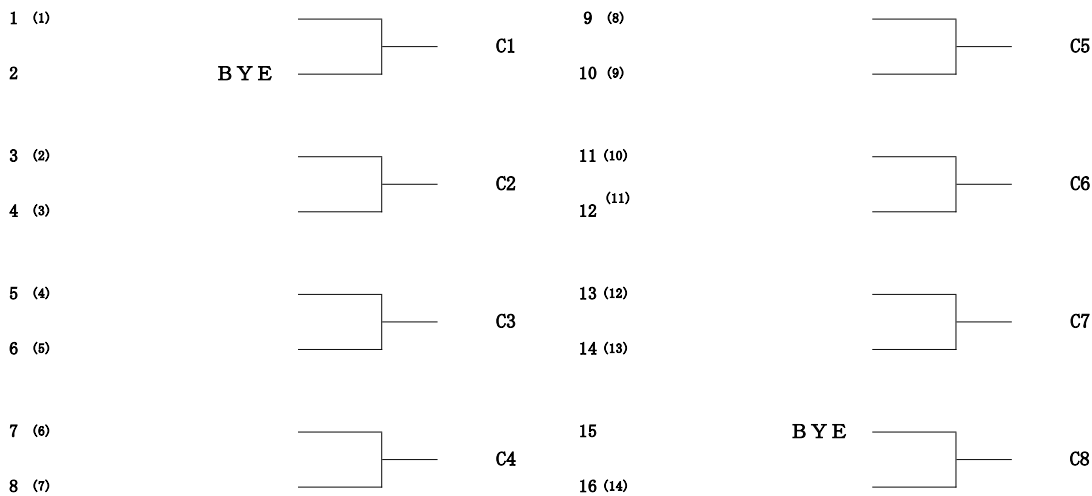 1 (1)
C1
2 BYE
3 (2)
C2
4 (3)
5 (4)
C3
6 (5)
7 (6)
C4
8 (7)
9 (8)
C5
10 (9)
11 (10)
C6
12 (11)
13 (12)
C7
14 (13)
15 BYE
C8
16 (14)